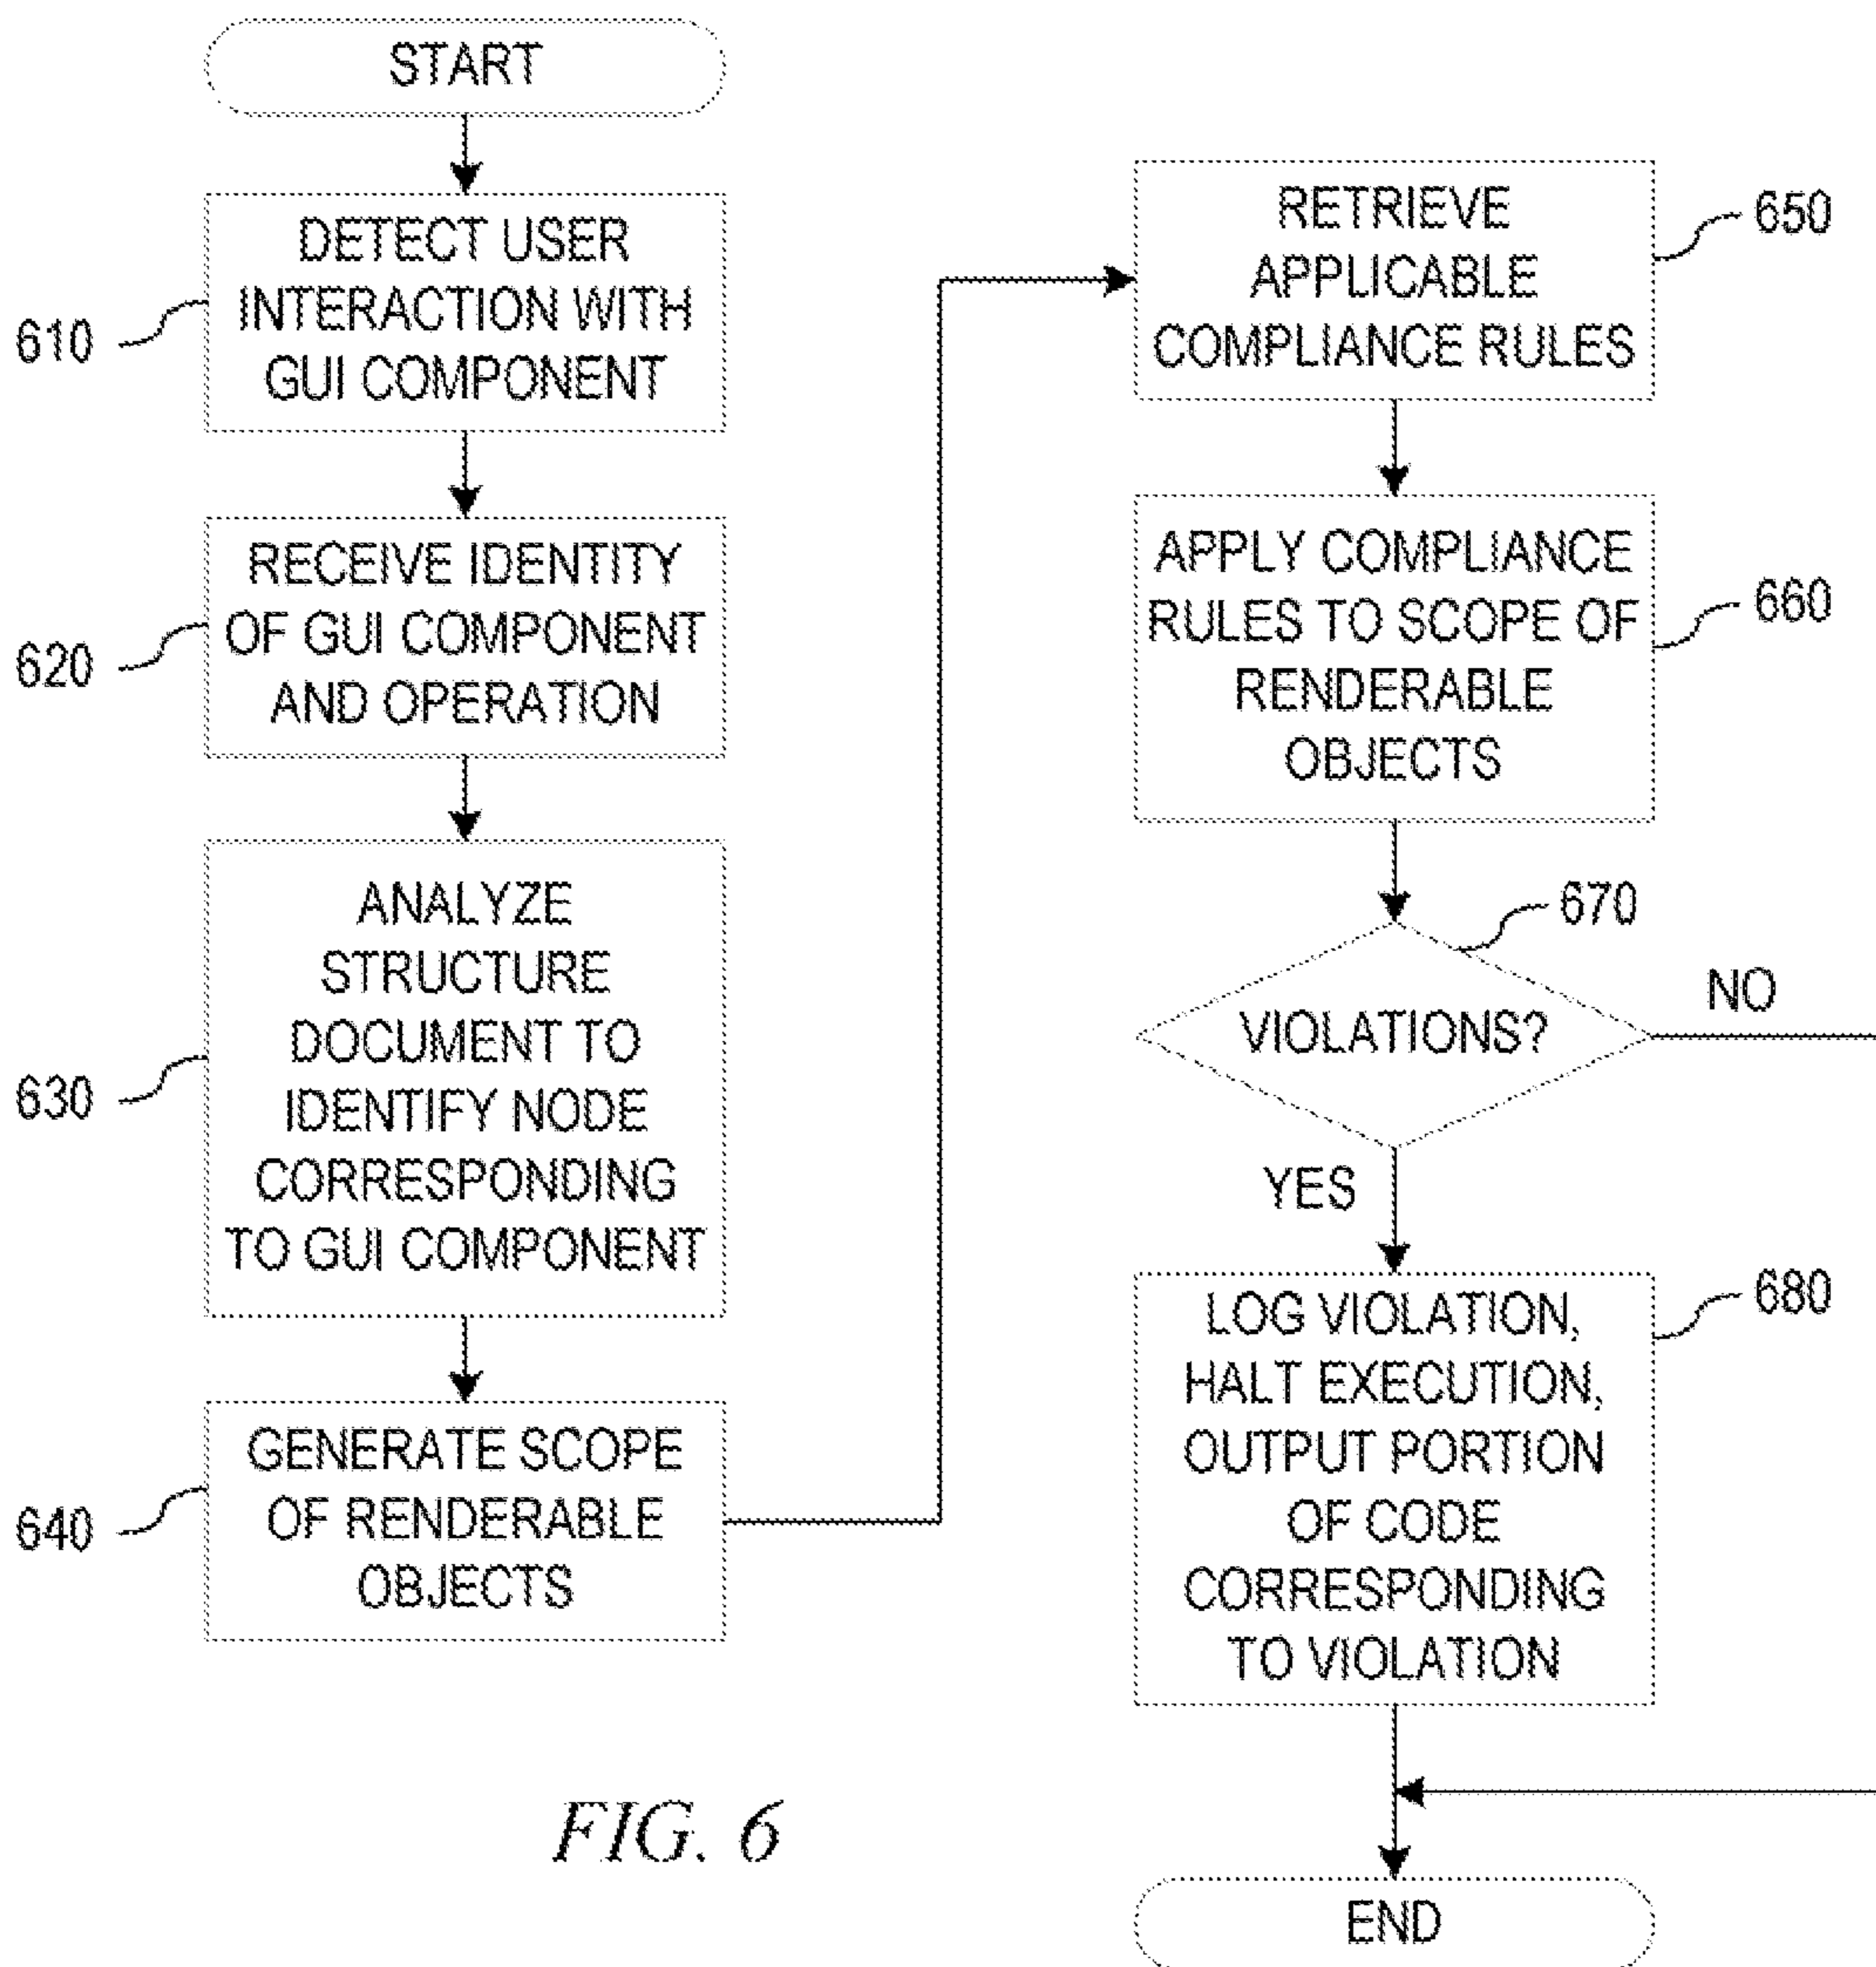 START
DETECT USER
INTERACTION WITH
GUI COMPONENT
610
RECEIVE IDENTITY
OF GUI COMPONENT
AND OPERATION
620
ANALYZE
STRUCTURE
DOCUMENT TO
IDENTIFY NODE
CORRESPONDING
TO GUI COMPONENT
630
GENERATE SCOPE
OF RENDERABLE
OBJECTS
640
RETRIEVE
APPLICABLE
COMPLIANCE RULES
650
APPLY COMPLIANCE
RULES TO SCOPE OF
RENDERABLE
OBJECTS
660
670
VIOLATIONS?
NO
YES
LOG VIOLATION,
HALT EXECUTION,
OUTPUT PORTION
OF CODE
CORRESPONDING
TO VIOLATION
680
END
FIG. 6